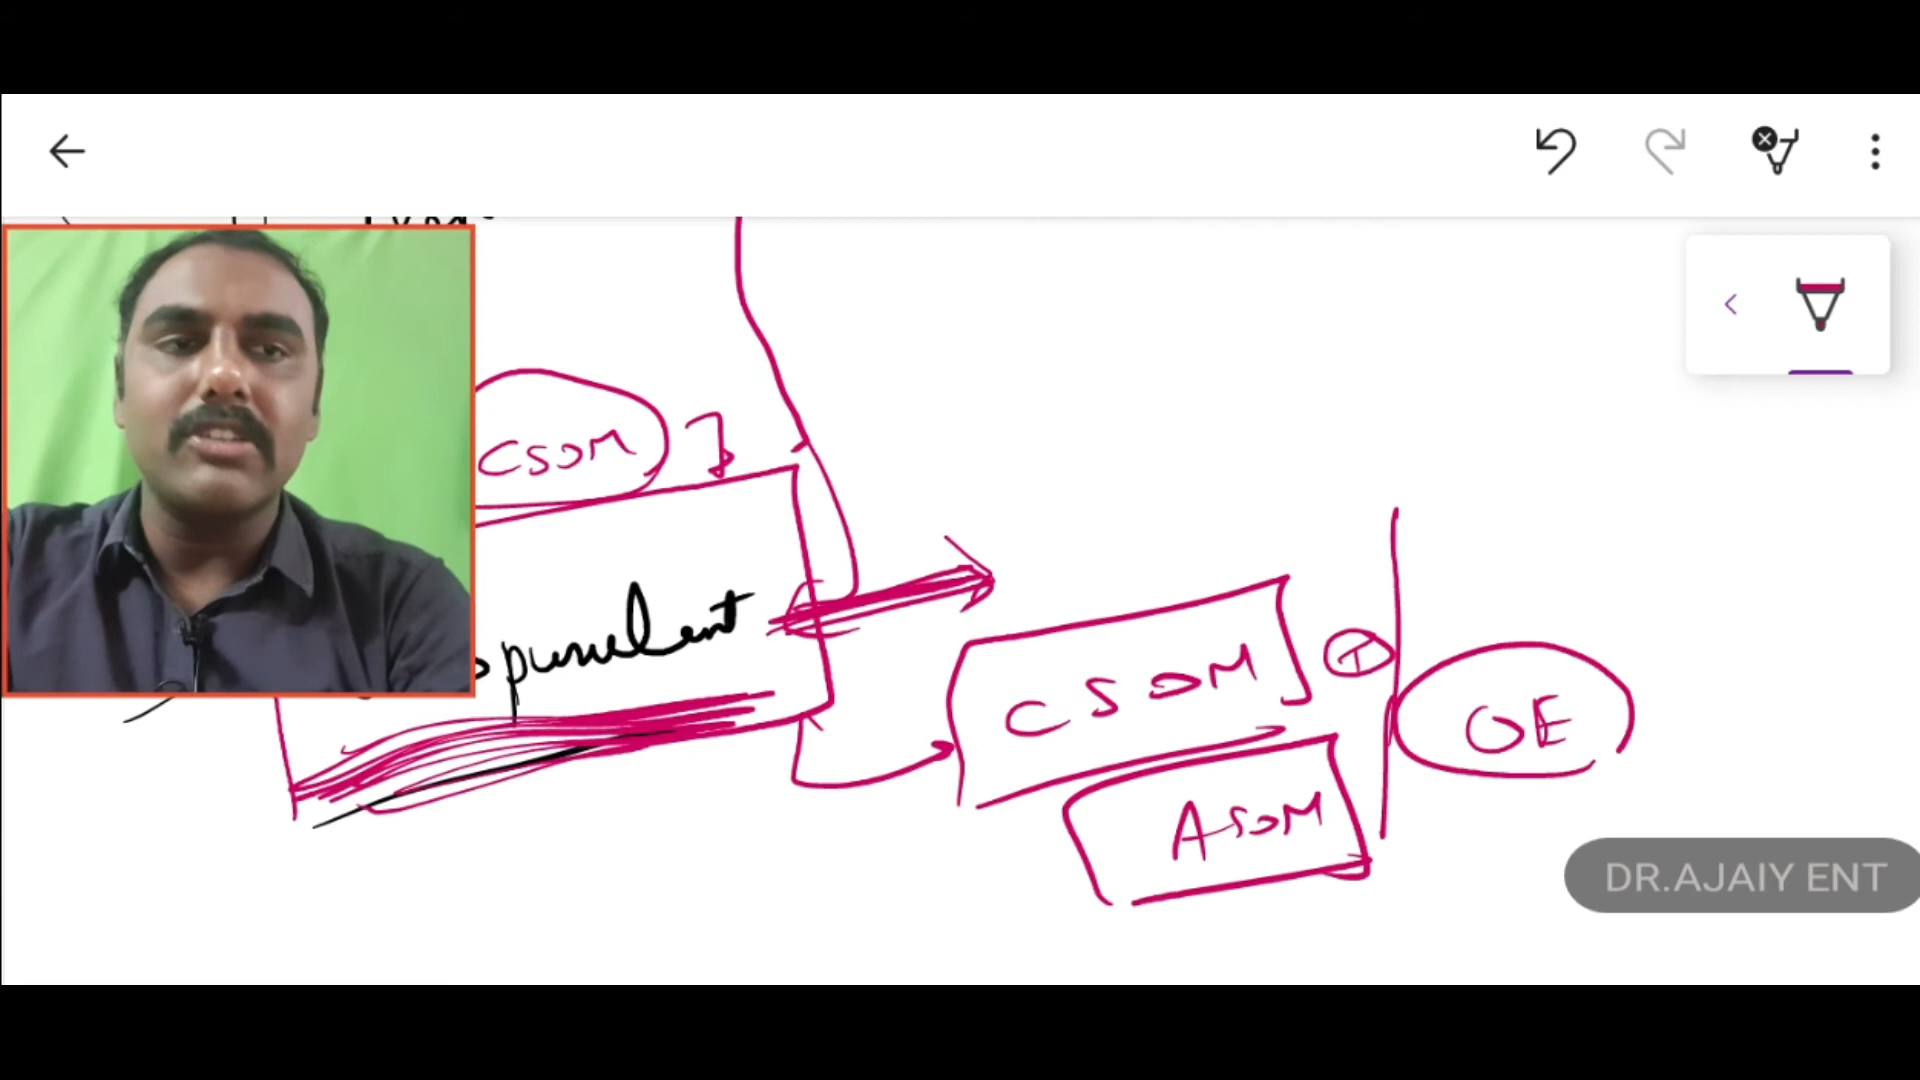 CSOM
purulent
CSOM T
OE
ASOM
DR.AJAIY ENT